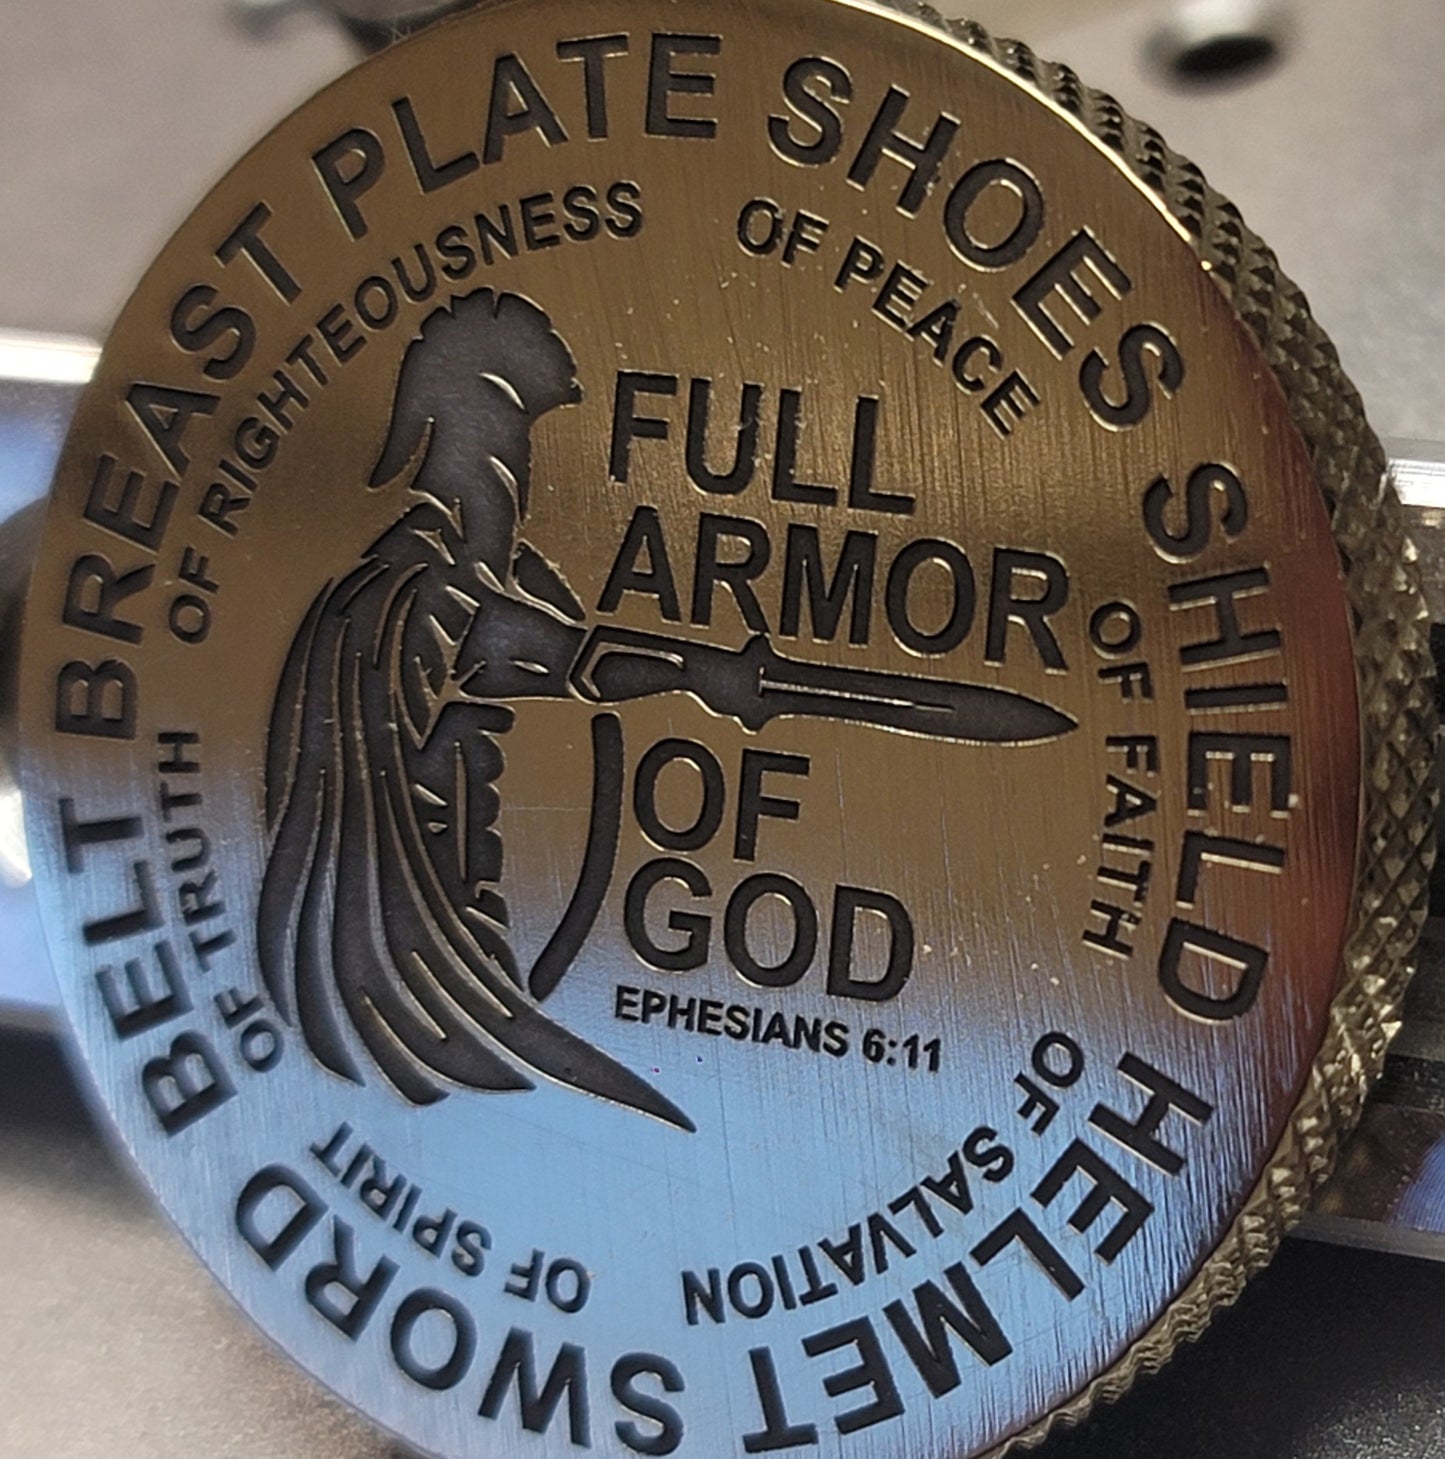 BELT
OF TRUTH
BREAST PLATE
OF RIGHTEOUSNESS
SHOES
OF PEACE
SHIELD
OF FAITH
HELMET
OF SALVATION
SWORD
OF SPIRIT
FULL
ARMOR
OF
GOD
EPHESIANS 6:11